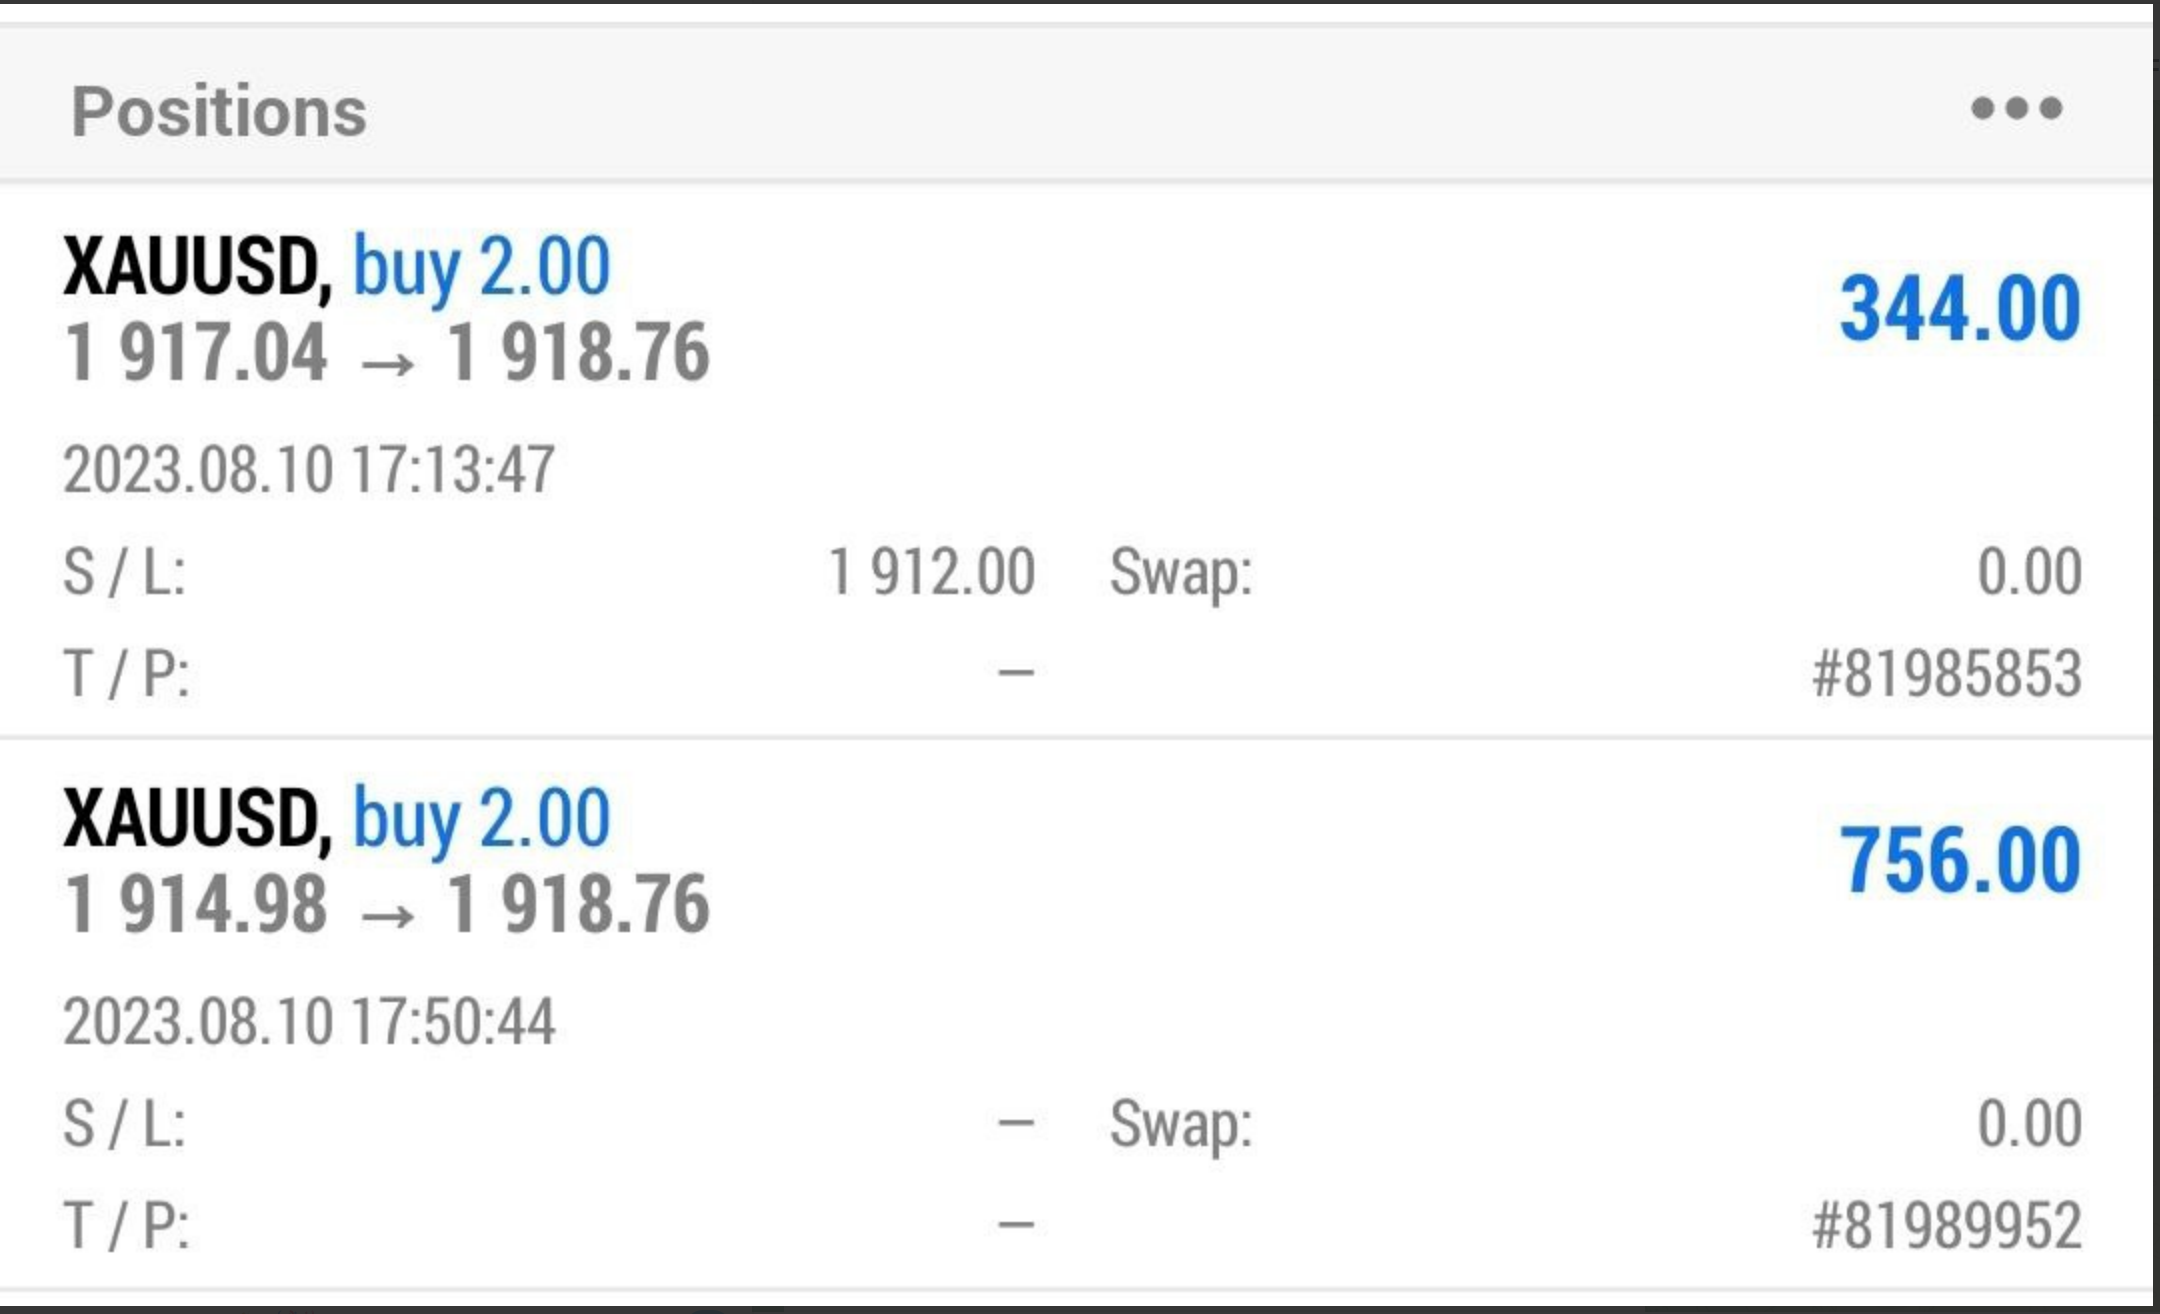 Positions
XAUUSD, buy 2.00
344.00
1 917.04 → 1 918.76
2023.08.10 17:13:47
S / L: 1 912.00 Swap: 0.00
T / P: – #81985853
XAUUSD, buy 2.00
756.00
1 914.98 → 1 918.76
2023.08.10 17:50:44
S / L: – Swap: 0.00
T / P: – #81989952